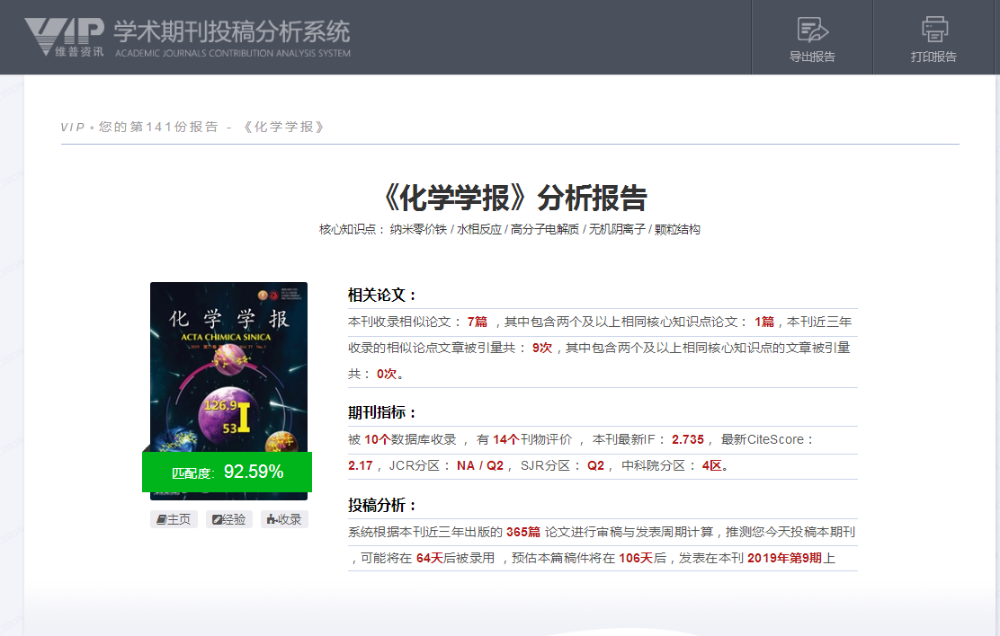 VIP 学术期刊投稿分析系统
维普资讯 ACADEMIC JOURNALS CONTRIBUTION ANALYSIS SYSTEM
导出报告
打印报告
VIP • 您的第141份报告 - 《化学学报》
《化学学报》分析报告
核心知识点： 纳米零价铁 / 水相反应 / 高分子电解质 / 无机阴离子 / 颗粒结构
化 学 学 报
ACTA CHIMICA SINICA
126.9
53 I
匹配度: 92.59%
主页 经验 收录
相关论文：
本刊收录相似论文： 7篇 ，其中包含两个及以上相同核心知识点论文： 1篇，本刊近三年
收录的相似论点文章被引量共： 9次，其中包含两个及以上相同核心知识点的文章被引量
共： 0次。
期刊指标：
被 10个数据库收录 ， 有 14个刊物评价 ， 本刊最新IF： 2.735 ， 最新CiteScore：
2.17 ， JCR分区： NA / Q2 ， SJR分区： Q2 ， 中科院分区： 4区。
投稿分析：
系统根据本刊近三年出版的 365篇 论文进行审稿与发表周期计算，推测您今天投稿本期刊
，可能将在 64天后被录用 ，预估本篇稿件将在 106天后，发表在本刊 2019年第9期上